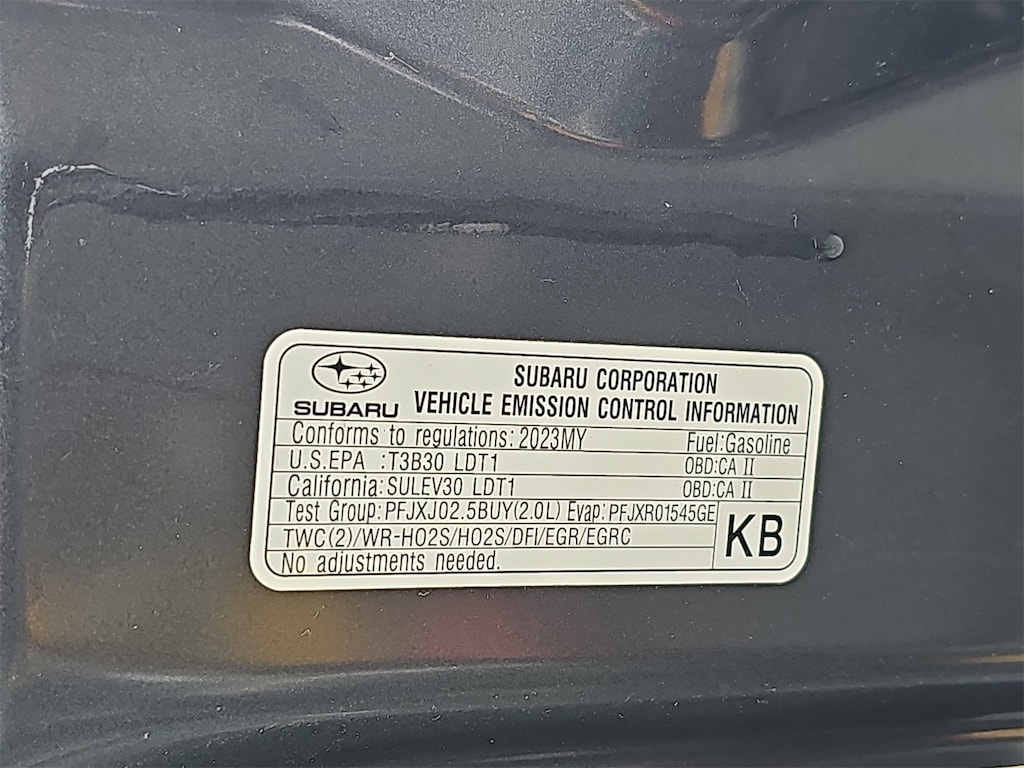 SUBARU
SUBARU CORPORATION
VEHICLE EMISSION CONTROL INFORMATION
Conforms to regulations: 2023MY Fuel:Gasoline
U.S.EPA :T3B30 LDT1 OBD:CA II
California:SULEV30 LDT1 OBD:CA II
Test Group:PFJXJ02.5BUY(2.0L) Evap:PFJXR01545GE
TWC(2)/WR-HO2S/HO2S/DFI/EGR/EGRC
No adjustments needed.
KB